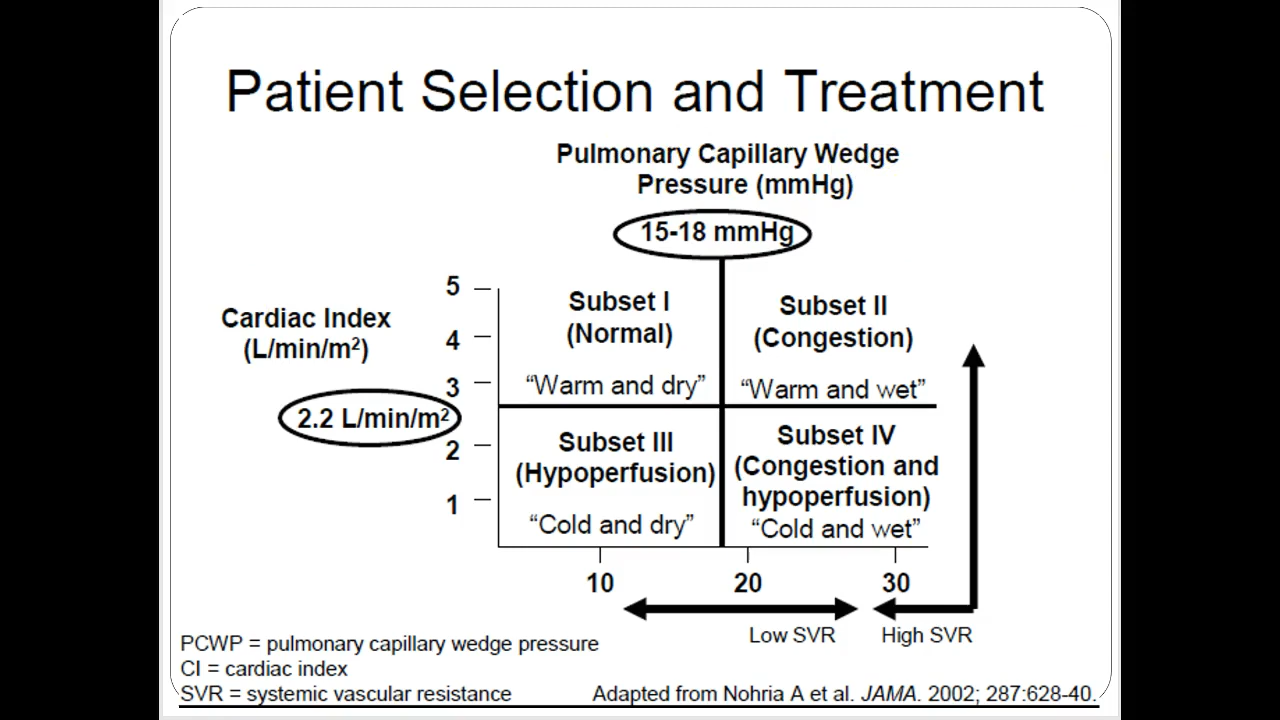 Patient Selection and Treatment
Pulmonary Capillary Wedge
Pressure (mmHg)
15-18 mmHg
Cardiac Index
(L/min/m²)
2.2 L/min/m²
5
4
3
2
1
Subset I
(Normal)
“Warm and dry”
Subset II
(Congestion)
“Warm and wet”
Subset III
(Hypoperfusion)
“Cold and dry”
Subset IV
(Congestion and
hypoperfusion)
“Cold and wet”
10 20 30
Low SVR High SVR
PCWP = pulmonary capillary wedge pressure
CI = cardiac index
SVR = systemic vascular resistance
Adapted from Nohria A et al. JAMA. 2002; 287:628-40.